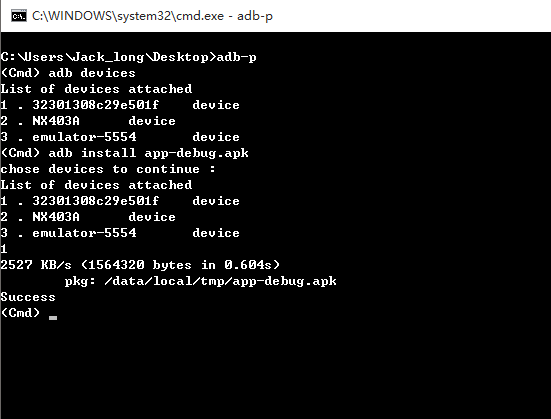 C:\WINDOWS\system32\cmd.exe - adb-p
C:\Users\Jack_long\Desktop>adb-p
(Cmd) adb devices
List of devices attached
1 . 32301308c29e501f    device
2 . NX403A      device
3 . emulator-5554       device
(Cmd) adb install app-debug.apk
chose devices to continue :
List of devices attached
1 . 32301308c29e501f    device
2 . NX403A      device
3 . emulator-5554       device
1
2527 KB/s (1564320 bytes in 0.604s)
        pkg: /data/local/tmp/app-debug.apk
Success
(Cmd) _